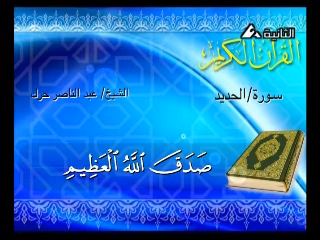 الثانية
القرآن الكريم
سورة/الحديد
الشيخ/ عبد الناصر حرك
صَدَقَ اللَّهُ الْعَظِيمِ